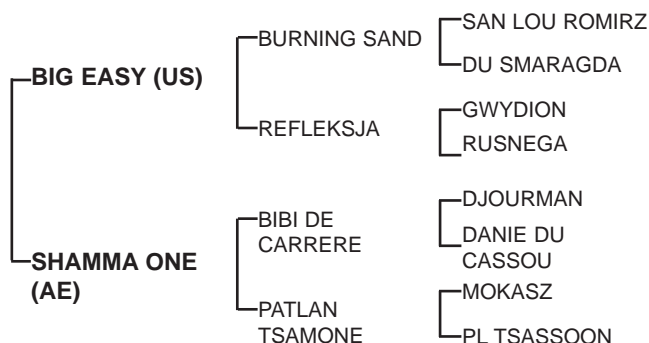 SAN LOU ROMIRZ
BURNING SAND
DU SMARAGDA
BIG EASY (US)
GWYDION
REFLEKSJA
RUSNEGA
DJOURMAN
BIBI DE
CARRERE
DANIE DU
CASSOU
SHAMMA ONE
(AE)
MOKASZ
PATLAN
TSAMONE
PL TSASSOON